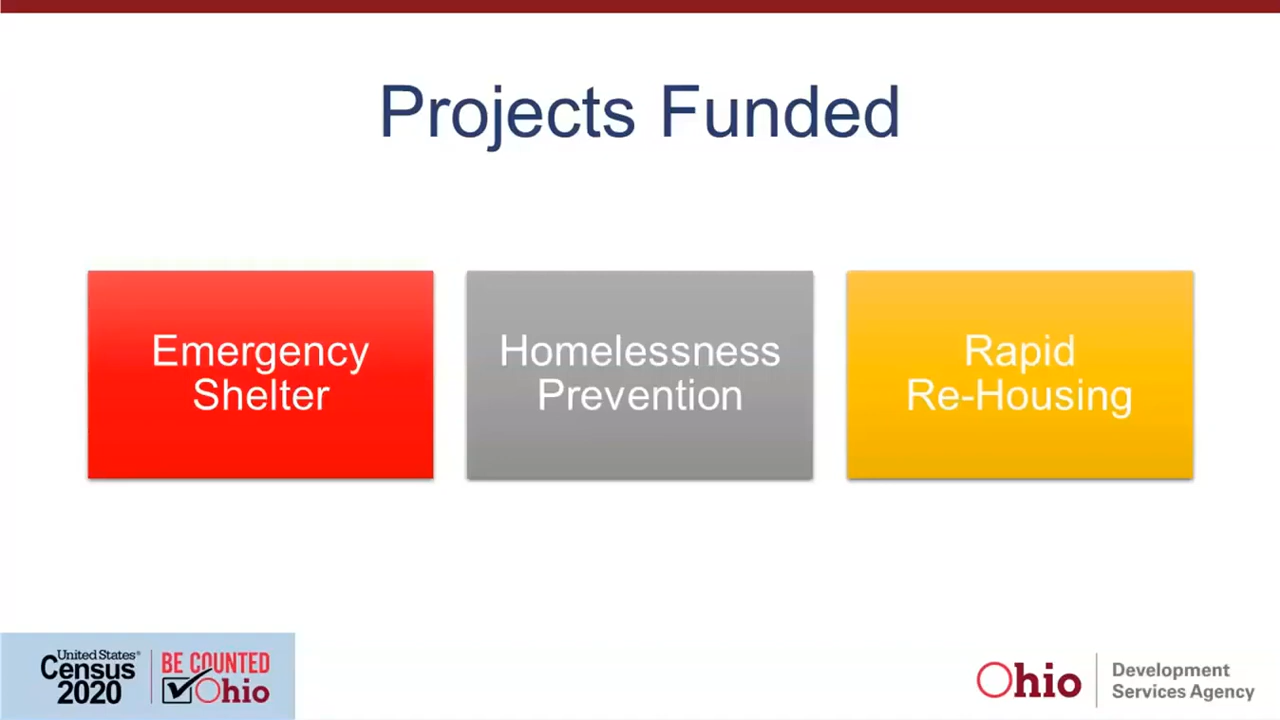 Projects Funded
Emergency
Shelter
Homelessness
Prevention
Rapid
Re-Housing
United States®
Census
2020
BE COUNTED
Ohio
Ohio
Development
Services Agency